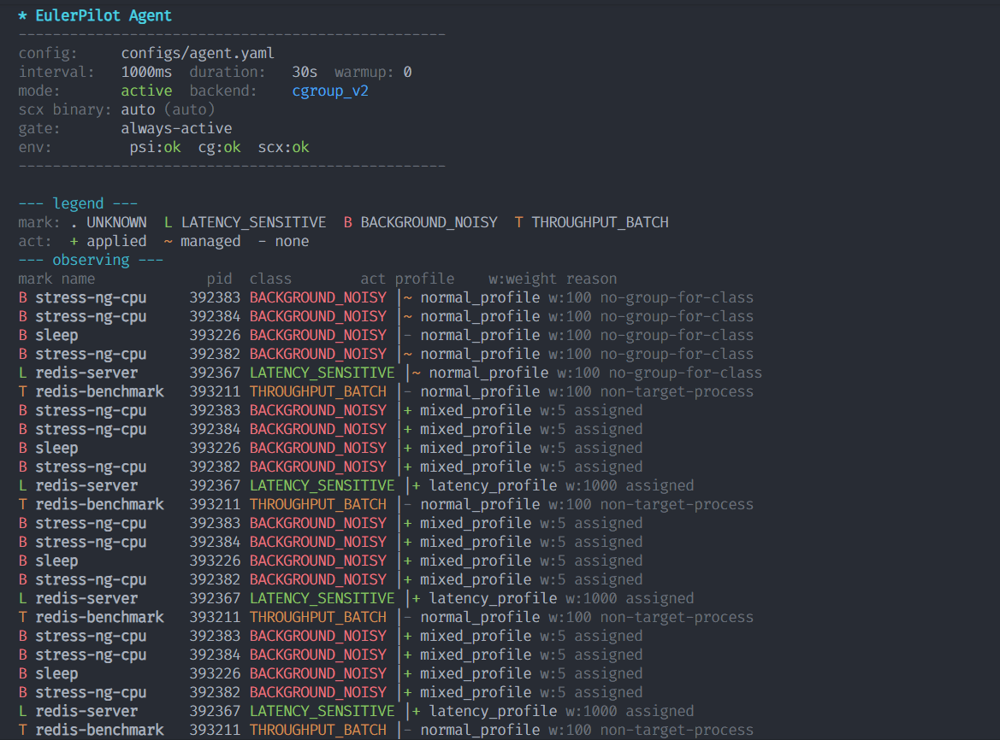 * EulerPilot Agent
--------------------------------------------------
config:     configs/agent.yaml
interval:   1000ms  duration:   30s  warmup: 0
mode:       active  backend:    cgroup_v2
scx binary: auto (auto)
gate:       always-active
env:         psi:ok  cg:ok  scx:ok
--------------------------------------------------
--- legend ---
mark: . UNKNOWN  L LATENCY_SENSITIVE  B BACKGROUND_NOISY  T THROUGHPUT_BATCH
act:  + applied  ~ managed  - none
--- observing ---
mark name             pid  class        act profile    w:weight reason
B stress-ng-cpu     392383 BACKGROUND_NOISY |~ normal_profile w:100 no-group-for-class
B stress-ng-cpu     392384 BACKGROUND_NOISY |~ normal_profile w:100 no-group-for-class
B sleep             393226 BACKGROUND_NOISY |- normal_profile w:100 no-group-for-class
B stress-ng-cpu     392382 BACKGROUND_NOISY |~ normal_profile w:100 no-group-for-class
L redis-server      392367 LATENCY_SENSITIVE |~ normal_profile w:100 no-group-for-class
T redis-benchmark   393211 THROUGHPUT_BATCH |- normal_profile w:100 non-target-process
B stress-ng-cpu     392383 BACKGROUND_NOISY |+ mixed_profile w:5 assigned
B stress-ng-cpu     392384 BACKGROUND_NOISY |+ mixed_profile w:5 assigned
B sleep             393226 BACKGROUND_NOISY |+ mixed_profile w:5 assigned
B stress-ng-cpu     392382 BACKGROUND_NOISY |+ mixed_profile w:5 assigned
L redis-server      392367 LATENCY_SENSITIVE |+ latency_profile w:1000 assigned
T redis-benchmark   393211 THROUGHPUT_BATCH |- normal_profile w:100 non-target-process
B stress-ng-cpu     392383 BACKGROUND_NOISY |+ mixed_profile w:5 assigned
B stress-ng-cpu     392384 BACKGROUND_NOISY |+ mixed_profile w:5 assigned
B sleep             393226 BACKGROUND_NOISY |+ mixed_profile w:5 assigned
B stress-ng-cpu     392382 BACKGROUND_NOISY |+ mixed_profile w:5 assigned
L redis-server      392367 LATENCY_SENSITIVE |+ latency_profile w:1000 assigned
T redis-benchmark   393211 THROUGHPUT_BATCH |- normal_profile w:100 non-target-process
B stress-ng-cpu     392383 BACKGROUND_NOISY |+ mixed_profile w:5 assigned
B stress-ng-cpu     392384 BACKGROUND_NOISY |+ mixed_profile w:5 assigned
B sleep             393226 BACKGROUND_NOISY |+ mixed_profile w:5 assigned
B stress-ng-cpu     392382 BACKGROUND_NOISY |+ mixed_profile w:5 assigned
L redis-server      392367 LATENCY_SENSITIVE |+ latency_profile w:1000 assigned
T redis-benchmark   393211 THROUGHPUT_BATCH |- normal_profile w:100 non-target-process